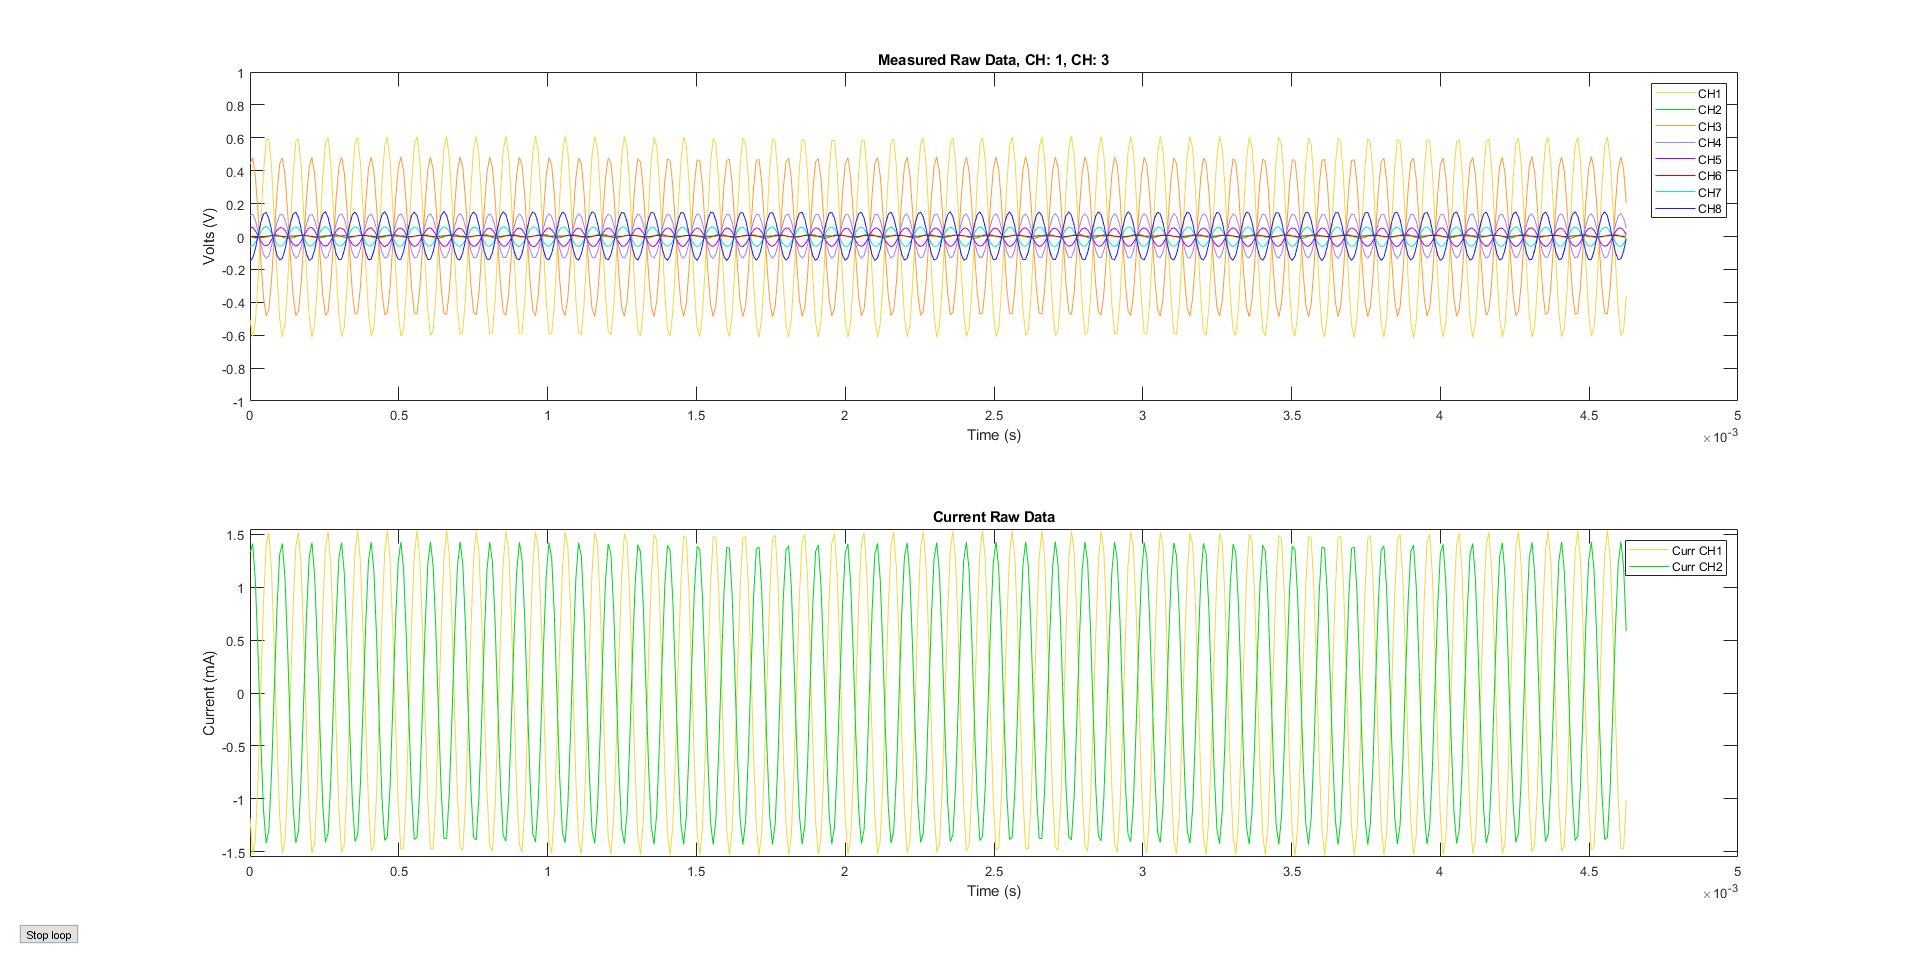 Measured Raw Data, CH: 1, CH: 3
1
0.8
0.6
0.4
0.2
0
-0.2
-0.4
-0.6
-0.8
-1
Volts (V)
CH1
CH2
CH3
CH4
CH5
CH6
CH7
CH8
0 0.5 1 1.5 2 2.5 3 3.5 4 4.5 5
Time (s)
×10-3
Current Raw Data
1.5
1
0.5
0
-0.5
-1
-1.5
Current (mA)
Curr CH1
Curr CH2
0 0.5 1 1.5 2 2.5 3 3.5 4 4.5 5
Time (s)
×10-3
Stop loop